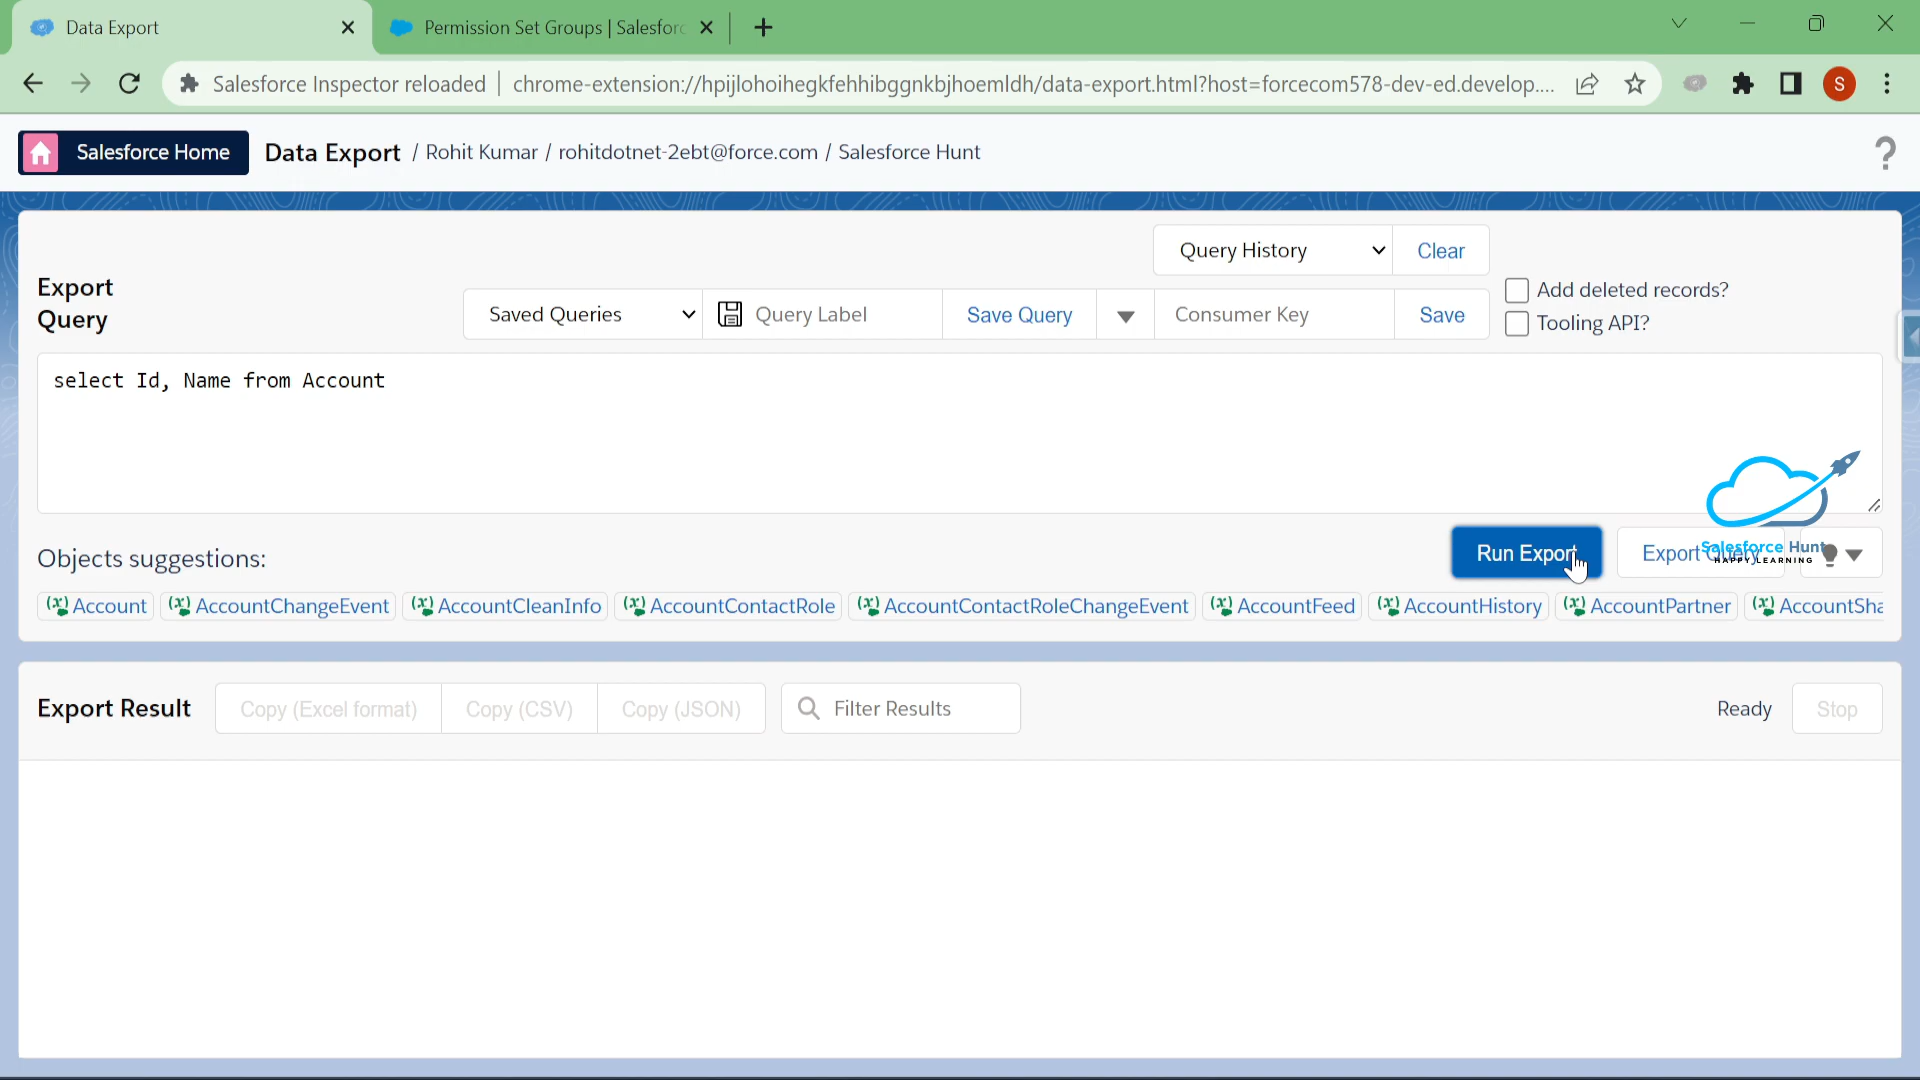 Data Export
Permission Set Groups | Salesforc
Salesforce Inspector reloaded
chrome-extension://hpijlohoihegkfehhibggnkbjhoemldh/data-export.html?host=forcecom578-dev-ed.develop....
S
Salesforce Home
Data Export / Rohit Kumar / rohitdotnet-2ebt@force.com / Salesforce Hunt
?
Query History
Clear
Export
Query
Saved Queries
Query Label
Save Query
Consumer Key
Save
Add deleted records?
Tooling API?
select Id, Name from Account
Objects suggestions:
Run Export
Export Query
Salesforce Hunt
HAPPY LEARNING
Account
AccountChangeEvent
AccountCleanInfo
AccountContactRole
AccountContactRoleChangeEvent
AccountFeed
AccountHistory
AccountPartner
AccountSha
Export Result
Copy (Excel format)
Copy (CSV)
Copy (JSON)
Filter Results
Ready
Stop